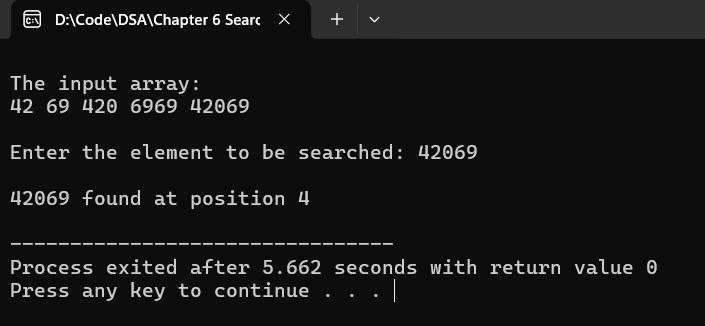 D:\Code\DSA\Chapter 6 Searc
The input array:
42 69 420 6969 42069
Enter the element to be searched: 42069
42069 found at position 4
--------------------------------
Process exited after 5.662 seconds with return value 0
Press any key to continue . . .